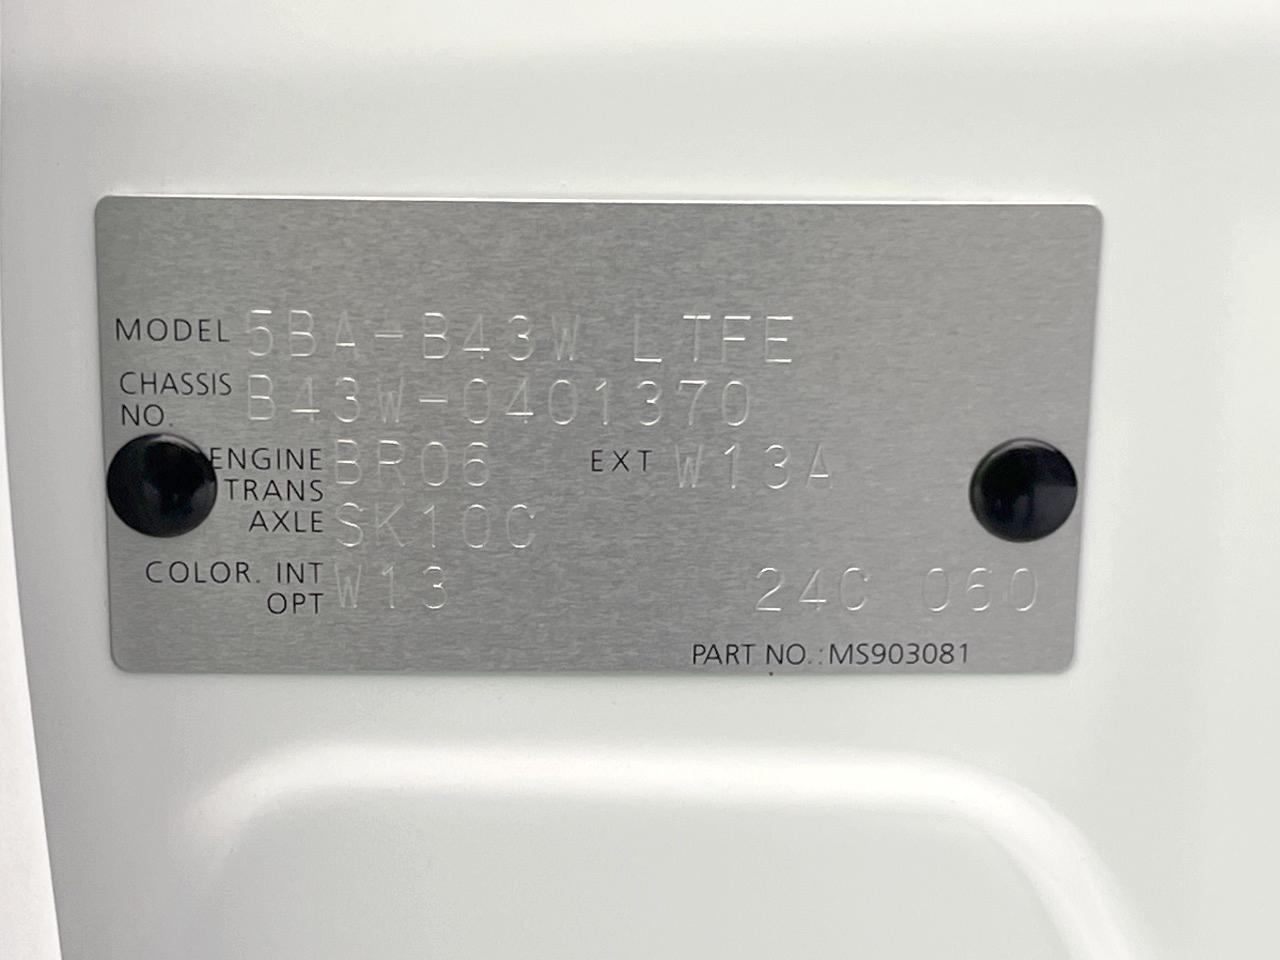 MODEL 5BA-B43W LTFE
CHASSIS NO. B43W-0401370
ENGINE BR06 EXT W13A
TRANS
AXLE SK10C
COLOR. INT W13
OPT 24C 060
PART NO.:MS903081